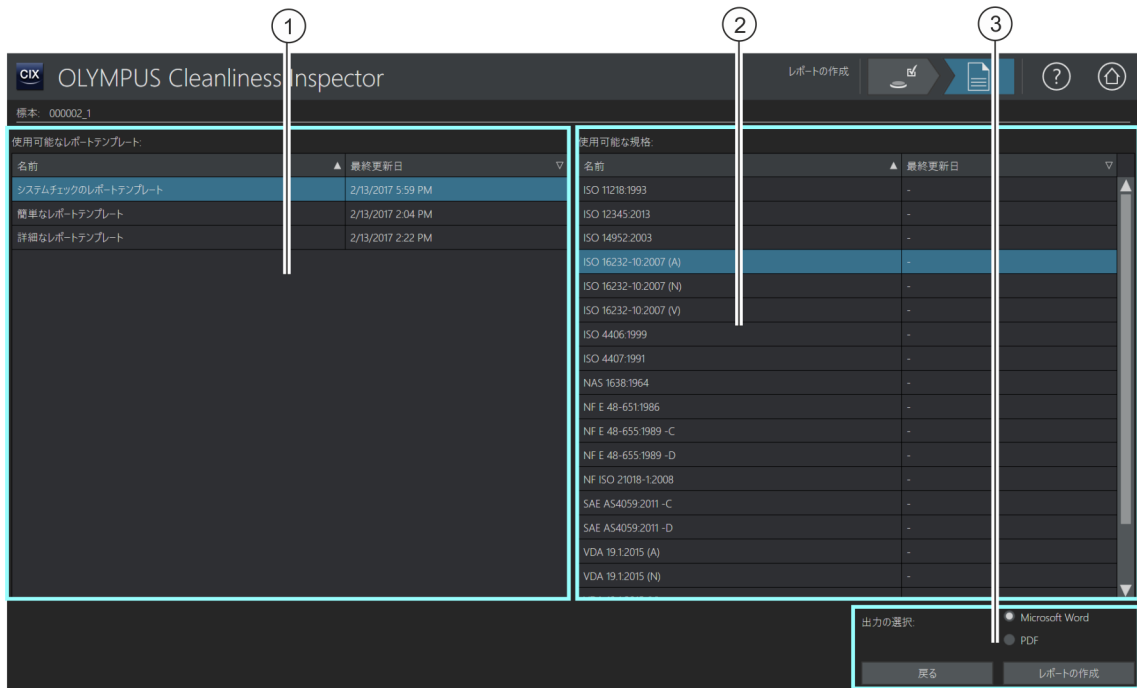 1
2
3
CIX OLYMPUS Cleanliness Inspector
レポートの作成
?
標本: 000002_1
使用可能なレポートテンプレート:
名前 最終更新日
システムチェックのレポートテンプレート 2/13/2017 5:59 PM
簡単なレポートテンプレート 2/13/2017 2:04 PM
詳細なレポートテンプレート 2/13/2017 2:22 PM
使用可能な規格:
名前 最終更新日
ISO 11218:1993 -
ISO 12345:2013 -
ISO 14952:2003 -
ISO 16232-10:2007 (A) -
ISO 16232-10:2007 (N) -
ISO 16232-10:2007 (V) -
ISO 4406:1999 -
ISO 4407:1991 -
NAS 1638:1964 -
NF E 48-651:1986 -
NF E 48-655:1989 -C -
NF E 48-655:1989 -D -
NF ISO 21018-1:2008 -
SAE AS4059:2011 -C -
SAE AS4059:2011 -D -
VDA 19.1:2015 (A) -
VDA 19.1:2015 (N) -
出力の選択:
Microsoft Word
PDF
戻る
レポートの作成